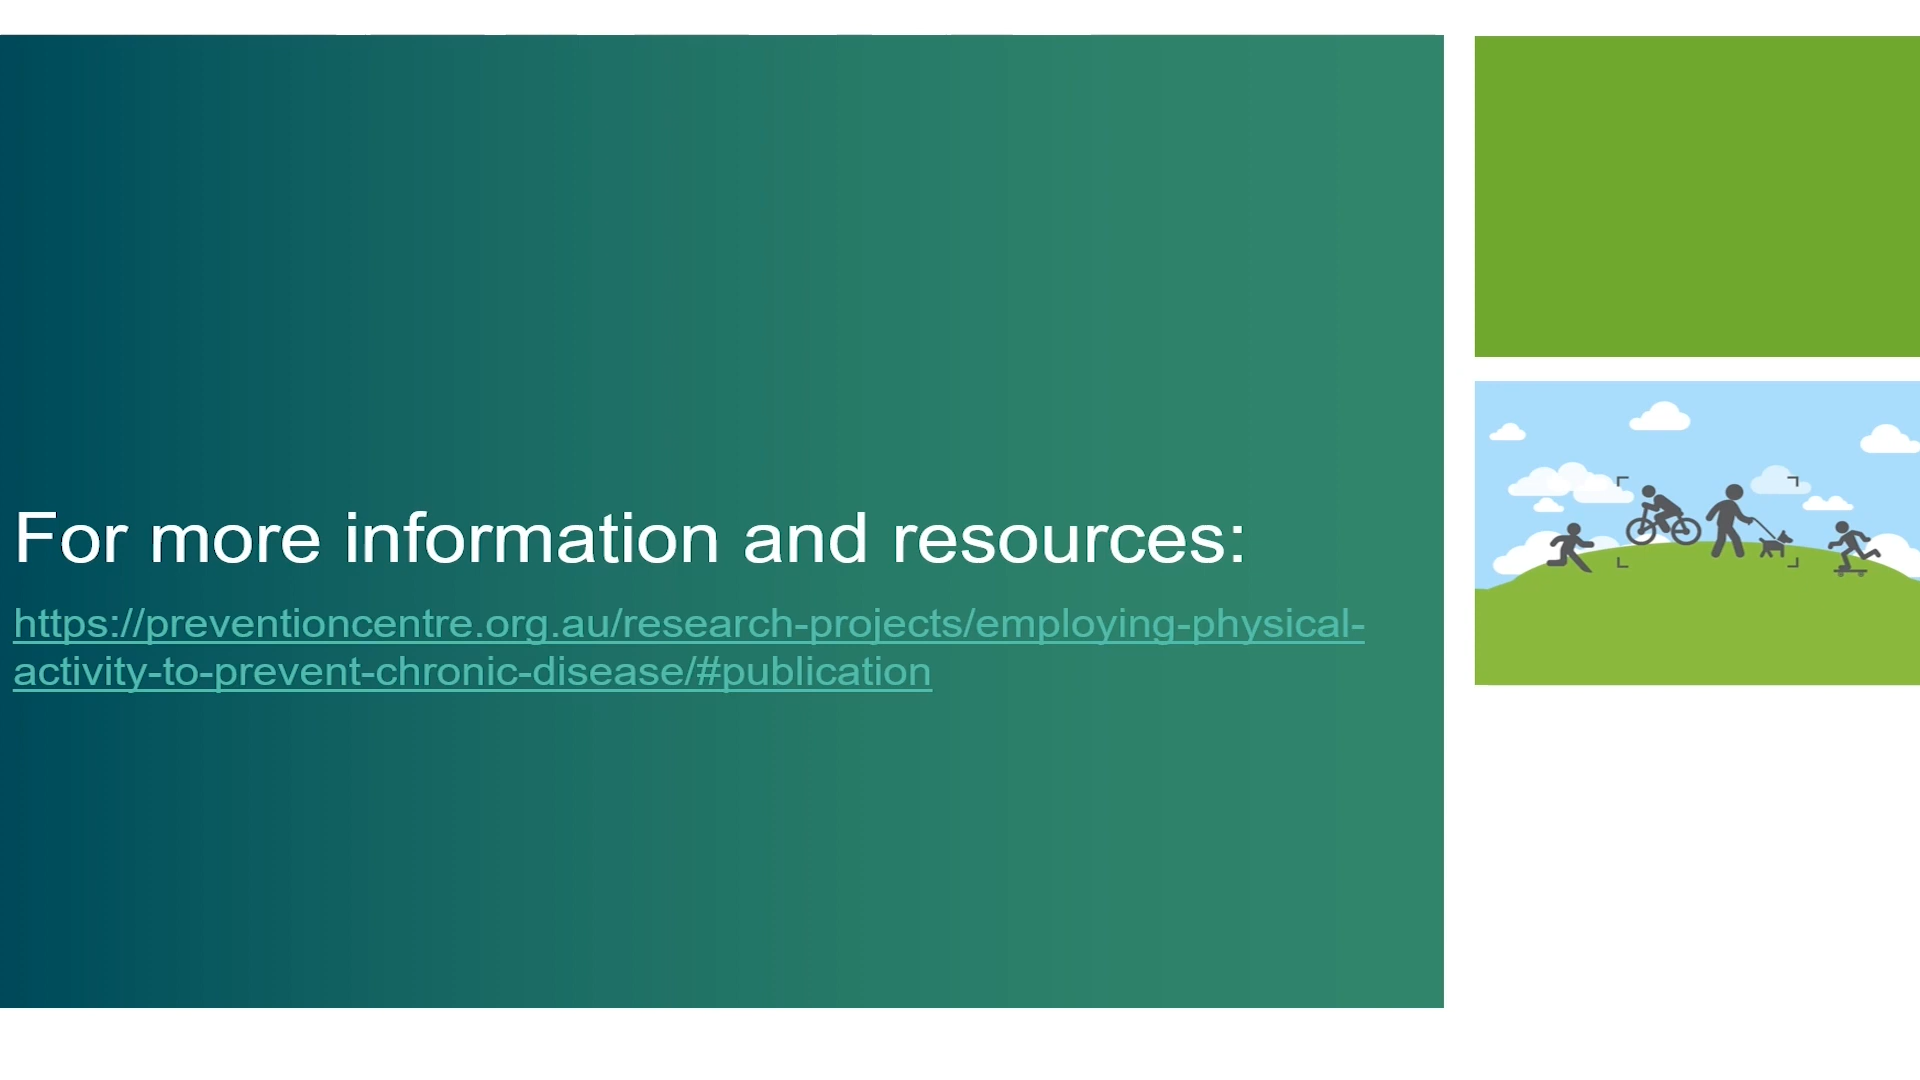 For more information and resources:
https://preventioncentre.org.au/research-projects/employing-physical-
activity-to-prevent-chronic-disease/#publication